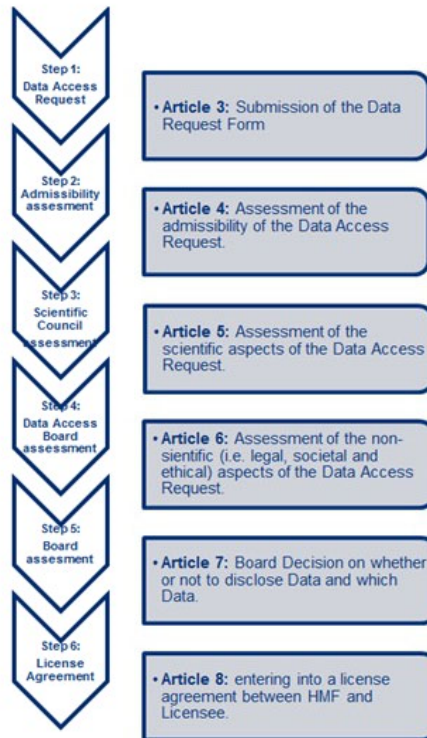 Step 1:
Data Access
Request
• Article 3: Submission of the Data
Request Form
Step 2:
Admissibility
assesment
• Article 4: Assessment of the
admissibility of the Data Access
Request.
Step 3:
Scientific
Council
assessment
• Article 5: Assessment of the
scientific aspects of the Data Access
Request.
Step 4:
Data Access
Board
assessment
• Article 6: Assessment of the non-
sientific (i.e. legal, societal and
ethical) aspects of the Data Access
Request.
Step 5:
Board
assesment
• Article 7: Board Decision on whether
or not to disclose Data and which
Data.
Step 6:
License
Agreement
• Article 8: entering into a license
agreement between HMF and
Licensee.